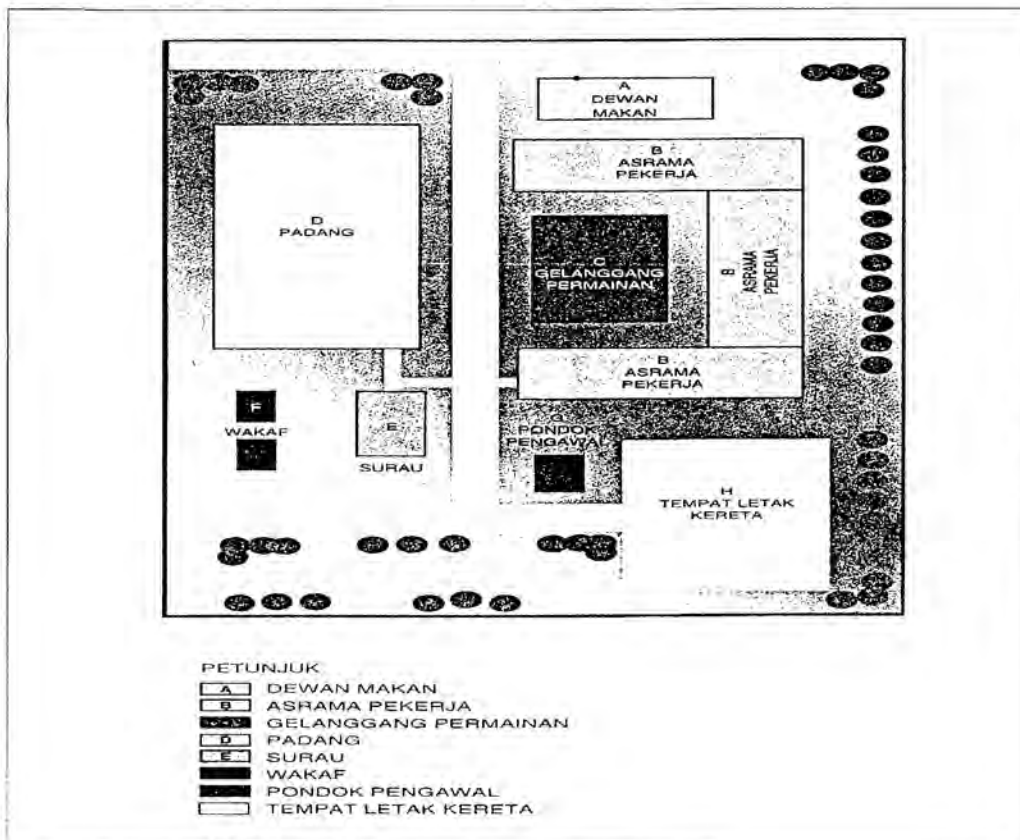 A
DEWAN
MAKAN
B
ASRAMA
PEKERJA
D
PADANG
C
GELANGGANG
PERMAINAN
B
ASRAMA
PEKERJA
B
ASRAMA
PEKERJA
F
WAKAF
E
SURAU
PONDOK
PENGAWAL
H
TEMPAT LETAK
KERETA
PETUNJUK
A DEWAN MAKAN
B ASRAMA PEKERJA
GELANGGANG PERMAINAN
D PADANG
E SURAU
WAKAF
PONDOK PENGAWAL
TEMPAT LETAK KERETA